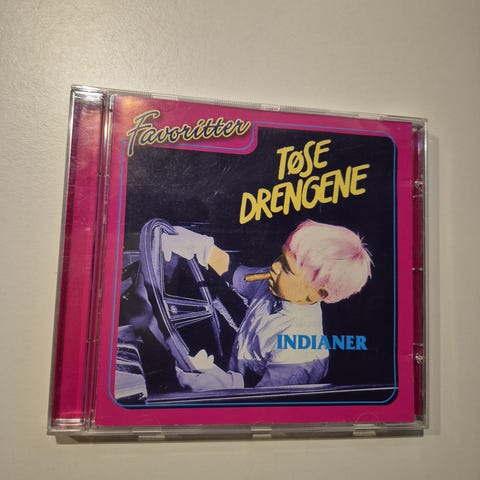 Favoritter
TØSE
DRENGENE
INDIANER